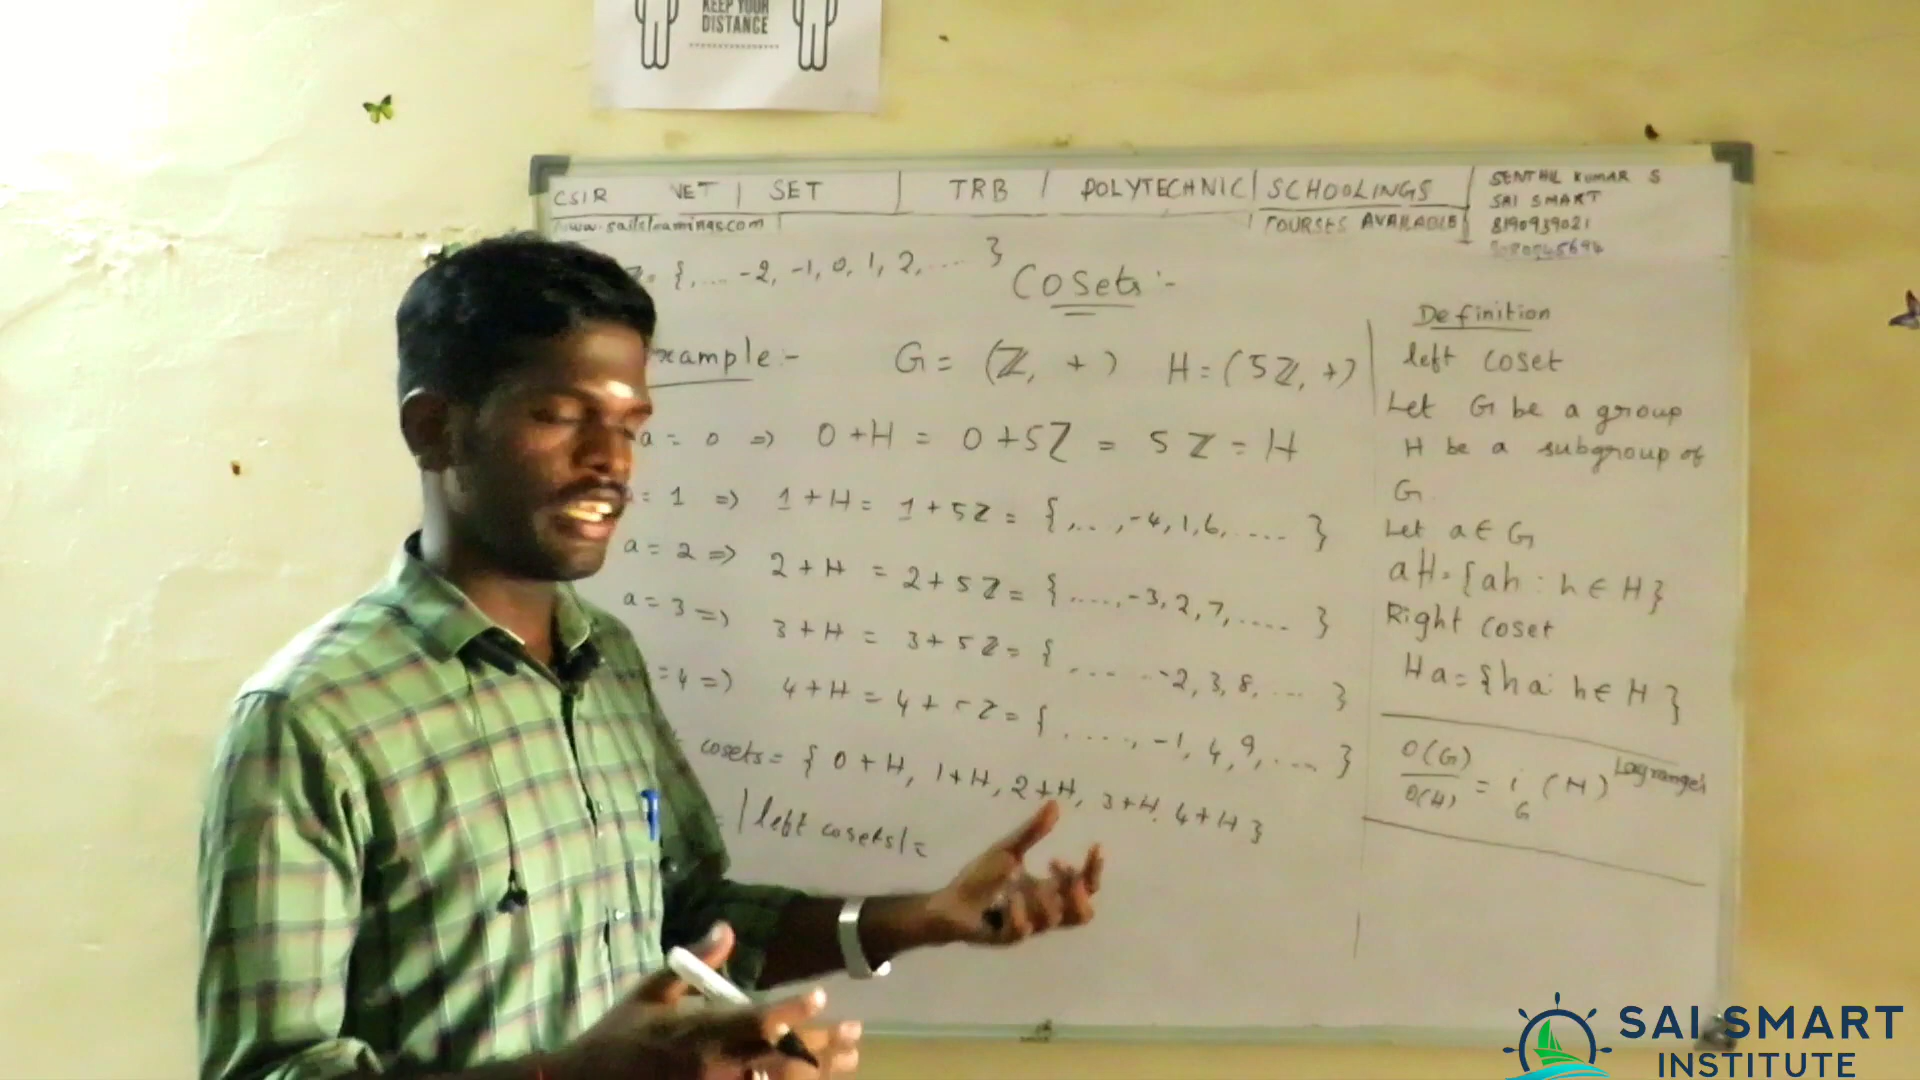 KEEP YOUR
DISTANCE
CSIR NET | SET | TRB | POLYTECHNIC | SCHOOLINGS
COURSES AVAILABLE
SENTHIL KUMAR S
SAI SMART
8190939021
{, ... -2, -1, 0, 1, 2, .... }
Cosets :-
xample :- G = (ℤ, +) H = (5ℤ, +)
a = 0 => 0 + H = 0 + 5Z = 5Z = H
= 1 => 1 + H = 1 + 5Z = { , .. , -4, 1, 6, ..... }
a = 2 => 2 + H = 2 + 5Z = { ....., -3, 2, 7, ..... }
a = 3 => 3 + H = 3 + 5Z = { ..... -2, 3, 8, .... }
= 4 => 4 + H = 4 + 5Z = { ....., -1, 4, 9, .... }
cosets = { 0 + H, 1 + H, 2 + H, 3 + H, 4 + H }
= | left cosets | =
Definition
left coset
Let G be a group
H be a subgroup of
G.
Let a ∈ G
aH = {ah : h ∈ H}
Right coset
Ha = {ha : h ∈ H}
O(G)/O(H) = i_G (H) Lagrange's
SAI SMART
INSTITUTE